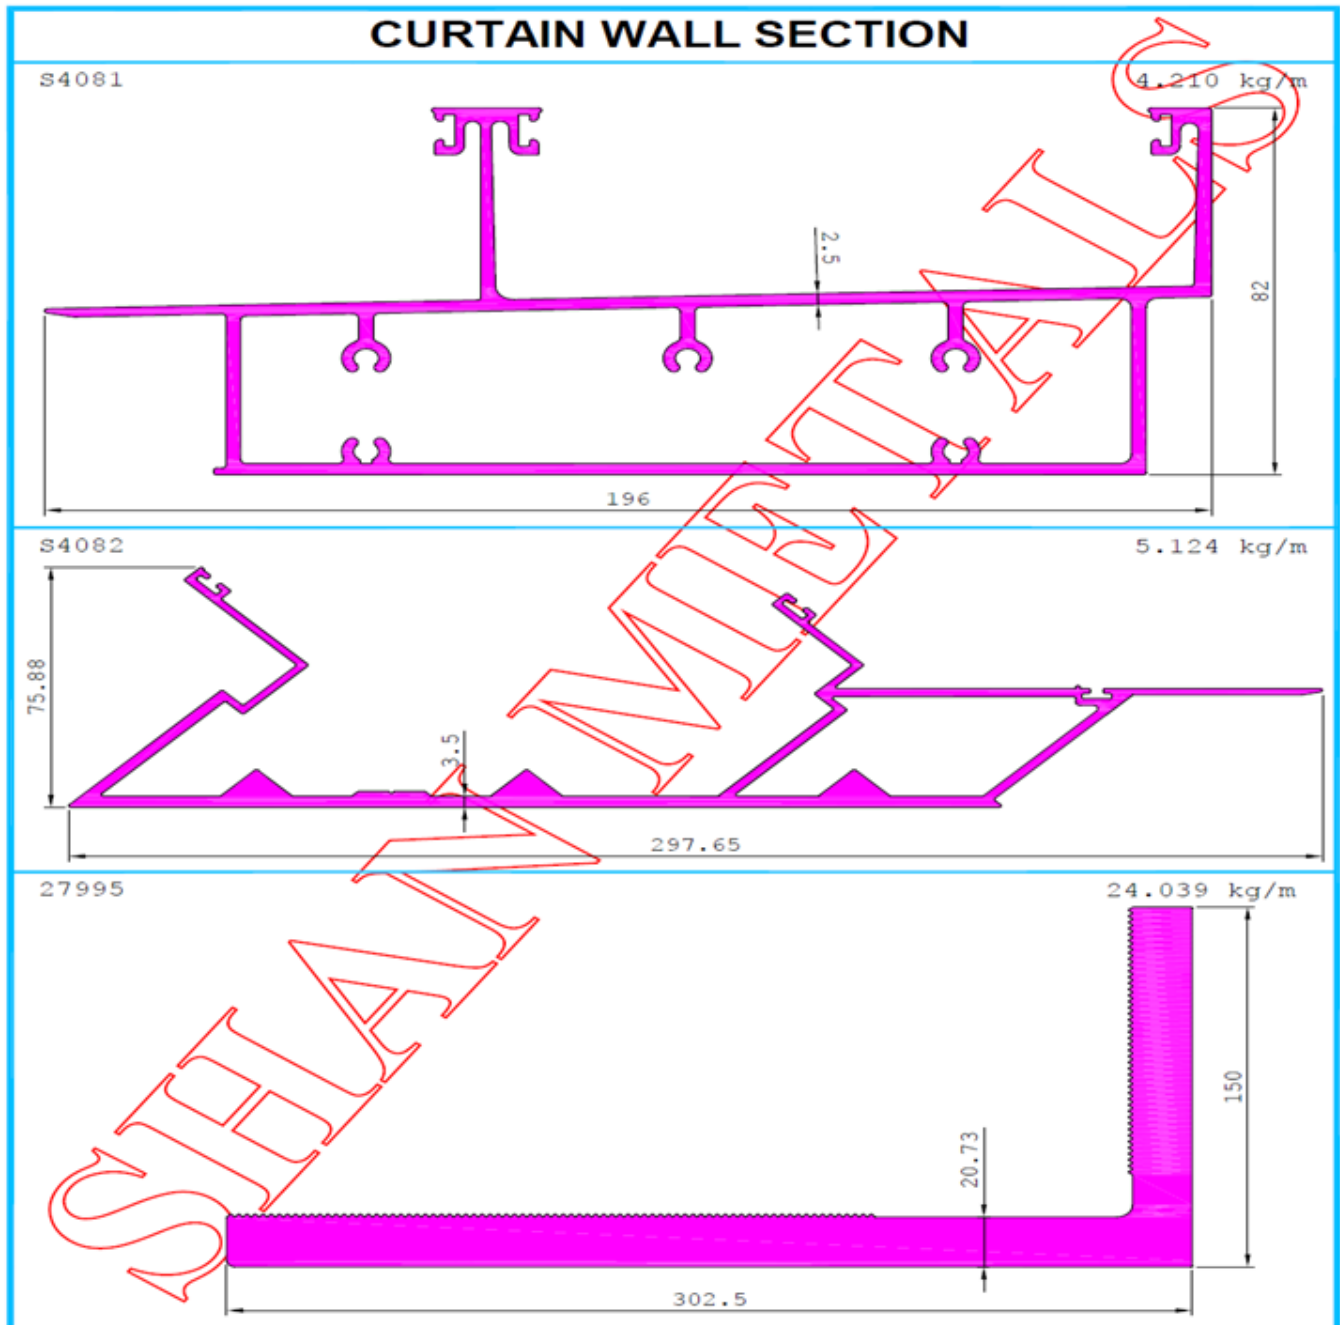 CURTAIN WALL SECTION
S4081
4.210 kg/m
2.5
82
196
S4082
5.124 kg/m
75.88
3.5
297.65
27995
24.039 kg/m
150
20.73
302.5
SHAN METALS